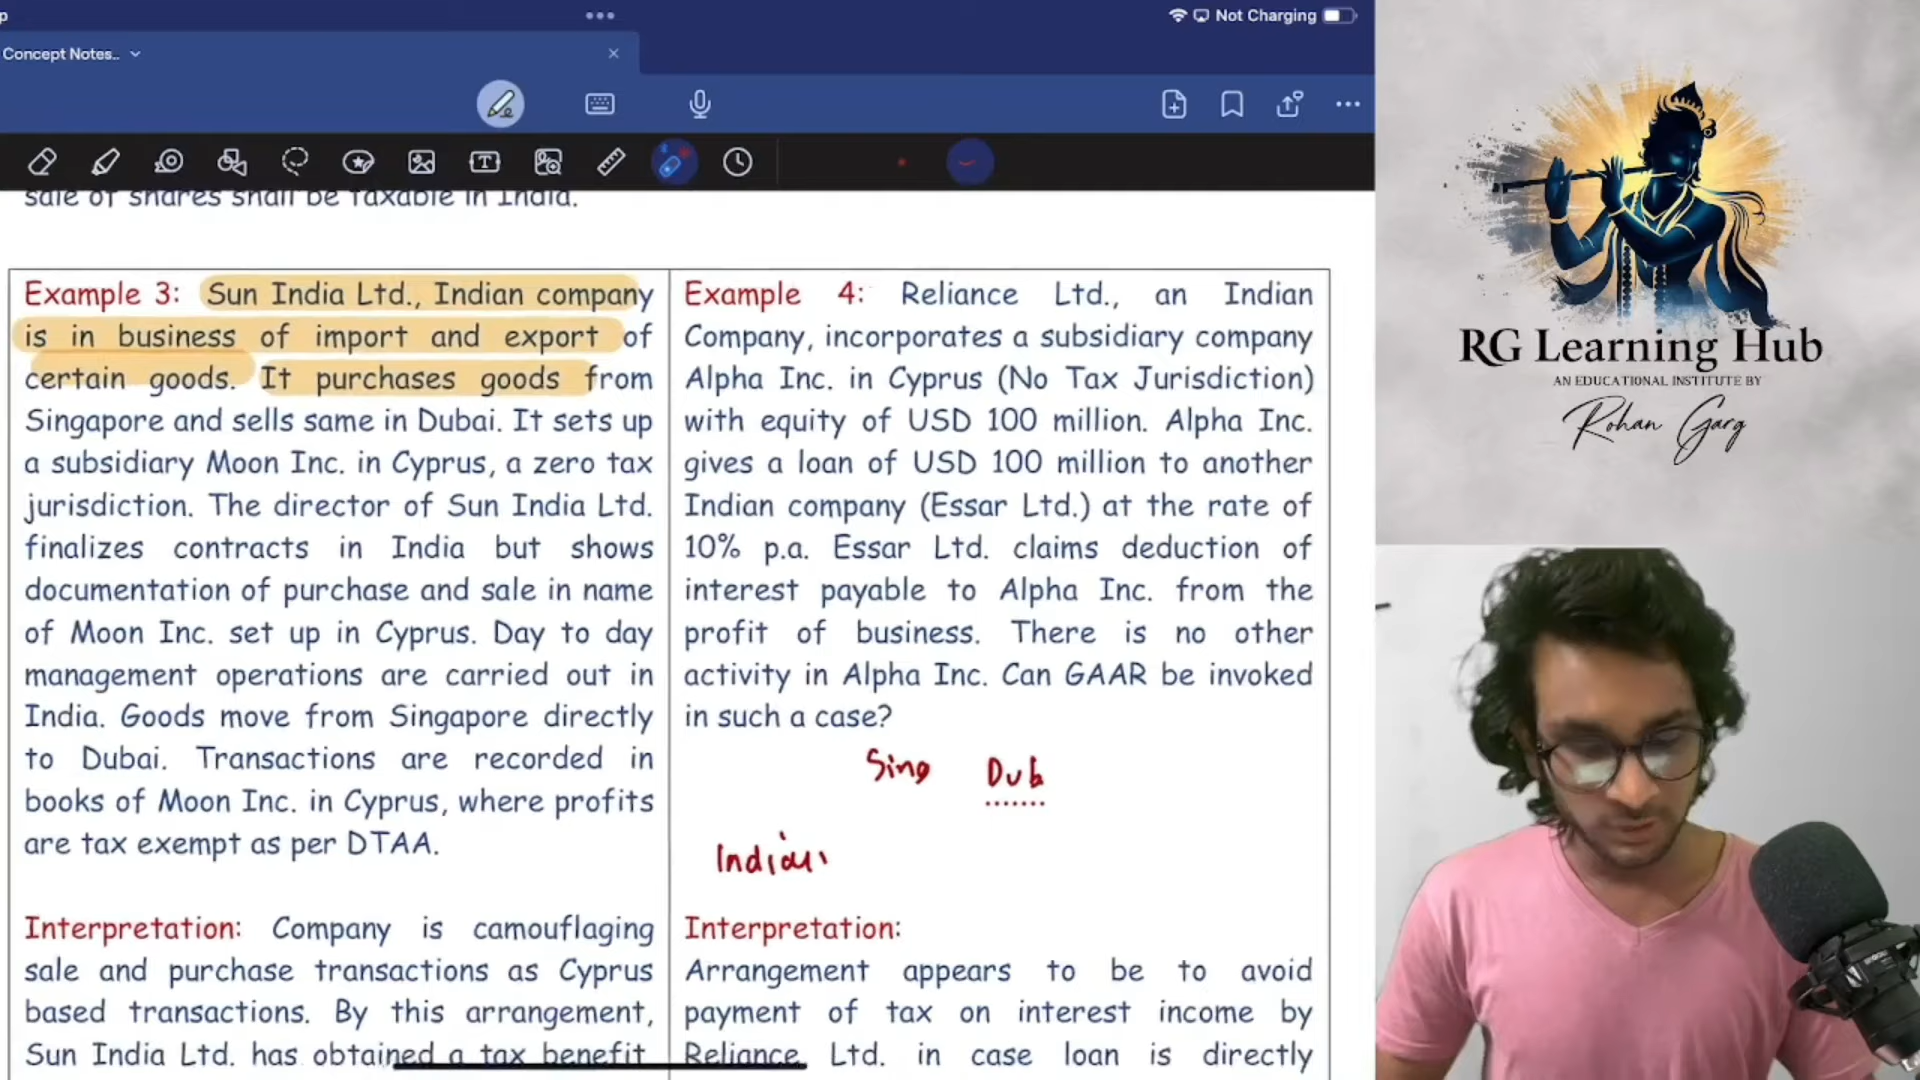 p
Not Charging
Concept Notes..
sale of shares shall be taxable in India.
Example 3: Sun India Ltd., Indian company
is in business of import and export of
certain goods. It purchases goods from
Singapore and sells same in Dubai. It sets up
a subsidiary Moon Inc. in Cyprus, a zero tax
jurisdiction. The director of Sun India Ltd.
finalizes contracts in India but shows
documentation of purchase and sale in name
of Moon Inc. set up in Cyprus. Day to day
management operations are carried out in
India. Goods move from Singapore directly
to Dubai. Transactions are recorded in
books of Moon Inc. in Cyprus, where profits
are tax exempt as per DTAA.
Interpretation: Company is camouflaging
sale and purchase transactions as Cyprus
based transactions. By this arrangement,
Sun India Ltd. has obtained a tax benefit
Example 4: Reliance Ltd., an Indian
Company, incorporates a subsidiary company
Alpha Inc. in Cyprus (No Tax Jurisdiction)
with equity of USD 100 million. Alpha Inc.
gives a loan of USD 100 million to another
Indian company (Essar Ltd.) at the rate of
10% p.a. Essar Ltd. claims deduction of
interest payable to Alpha Inc. from the
profit of business. There is no other
activity in Alpha Inc. Can GAAR be invoked
in such a case?
Sing Dub
Interpretation:
Arrangement appears to be to avoid
payment of tax on interest income by
Reliance Ltd. in case loan is directly
RG Learning Hub
AN EDUCATIONAL INSTITUTE BY
Rohan Garg